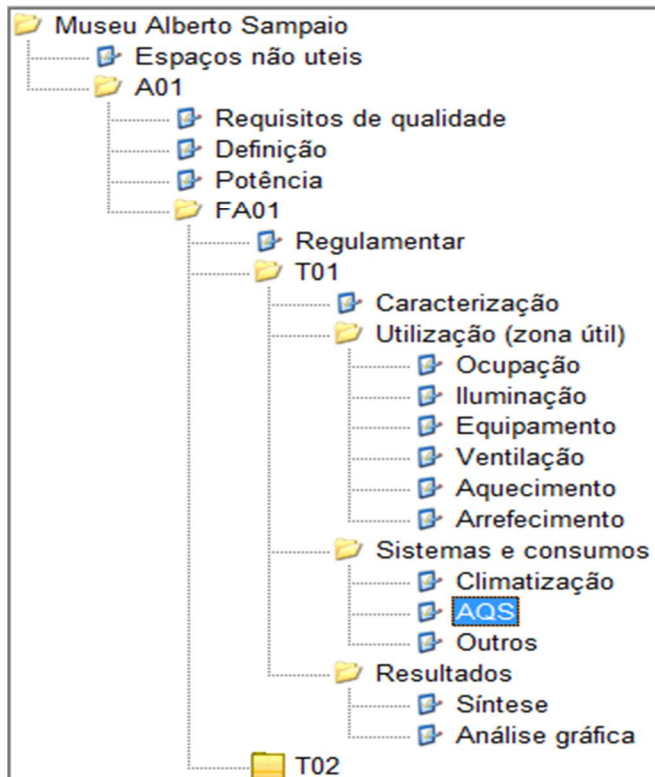 Museu Alberto Sampaio
Espaços não uteis
A01
Requisitos de qualidade
Definição
Potência
FA01
Regulamentar
T01
Caracterização
Utilização (zona útil)
Ocupação
Iluminação
Equipamento
Ventilação
Aquecimento
Arrefecimento
Sistemas e consumos
Climatização
AQS
Outros
Resultados
Síntese
Análise gráfica
T02